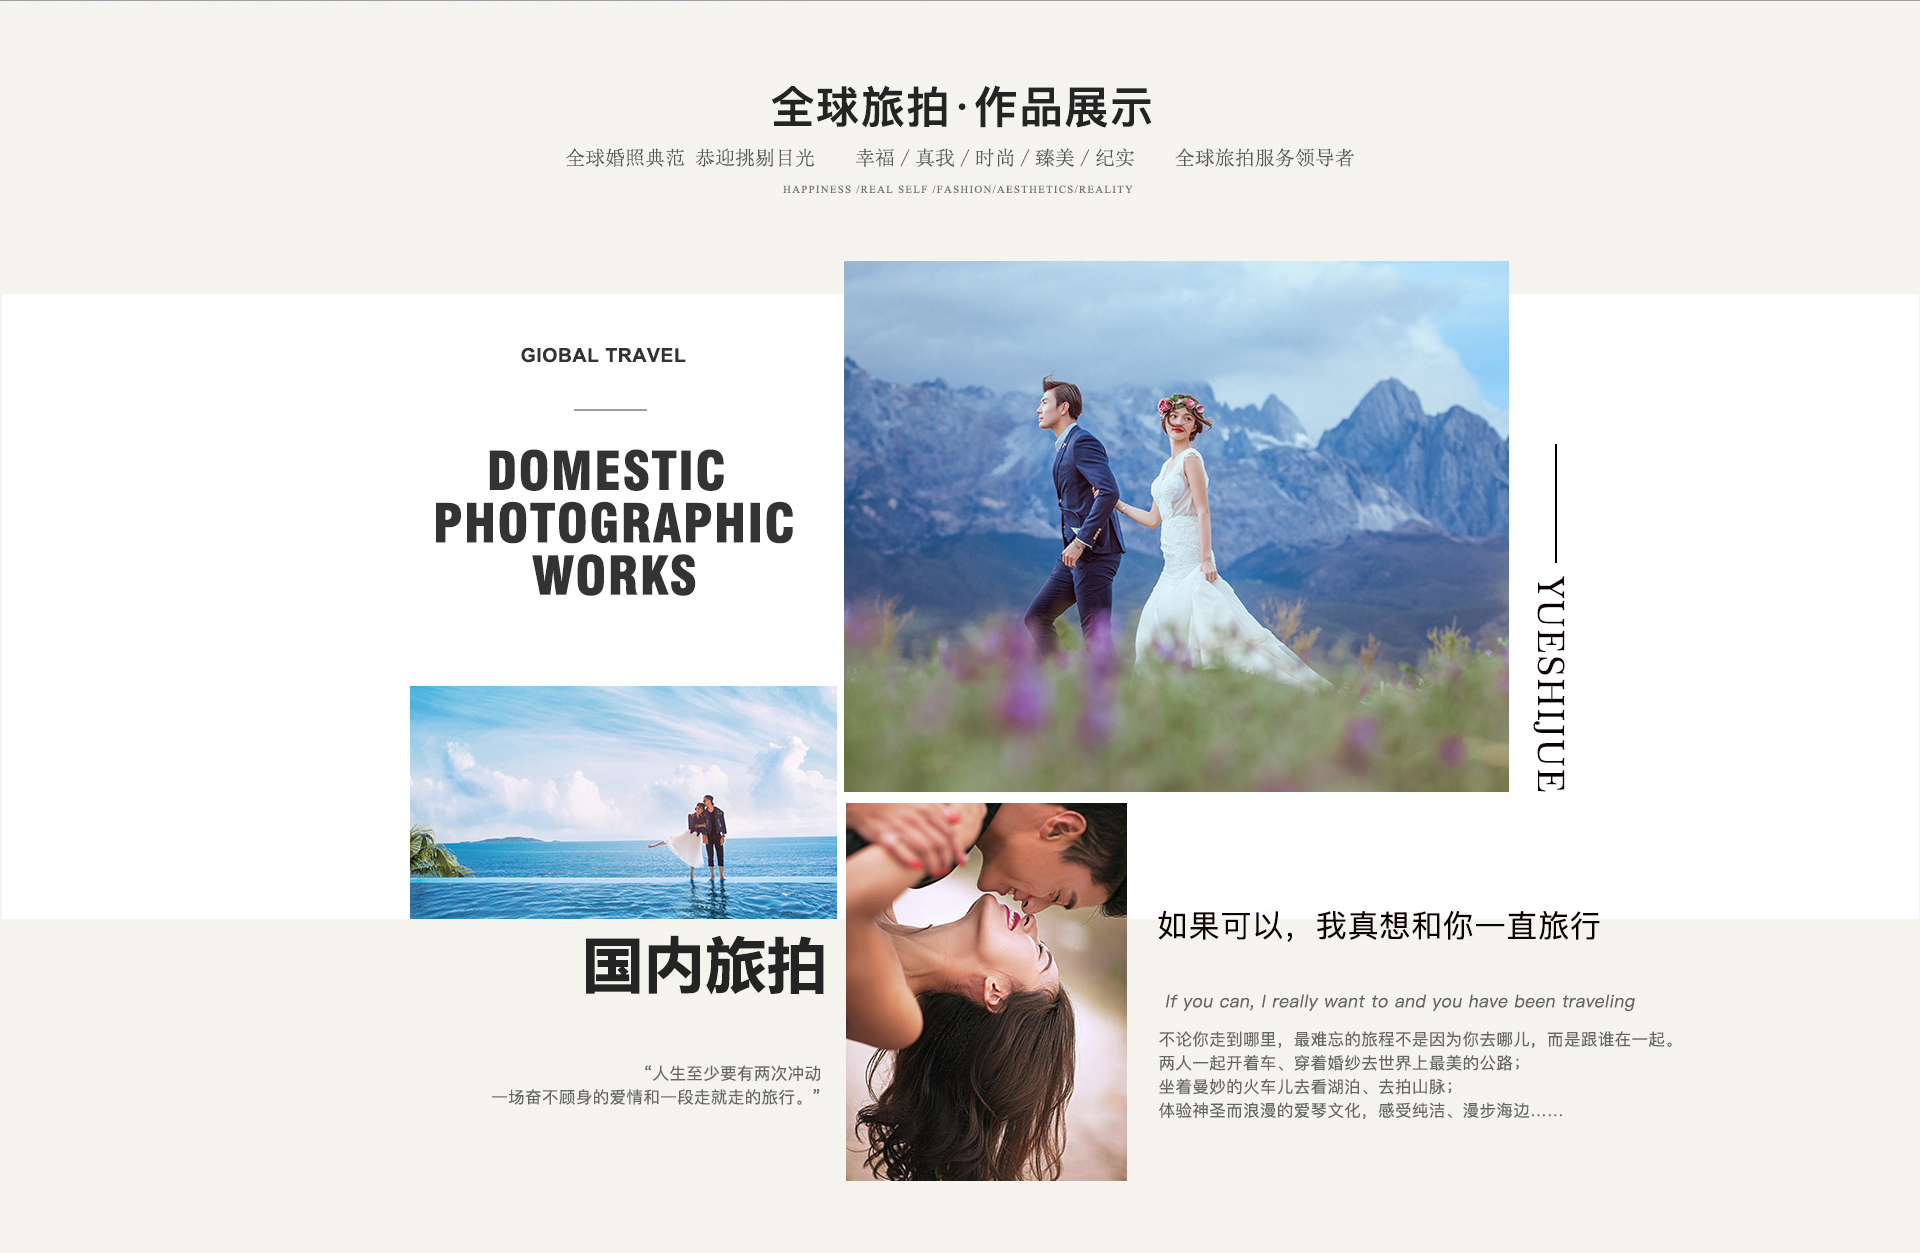 全球旅拍·作品展示
全球婚照典范 恭迎挑剔目光 幸福 / 真我 / 时尚 / 臻美 / 纪实 全球旅拍服务领导者
HAPPINESS /REAL SELF /FASHION/AESTHETICS/REALITY
GIOBAL TRAVEL
DOMESTIC
PHOTOGRAPHIC
WORKS
YUESHIJUE
国内旅拍
“人生至少要有两次冲动
一场奋不顾身的爱情和一段走就走的旅行。”
如果可以，我真想和你一直旅行
If you can, I really want to and you have been traveling
不论你走到哪里，最难忘的旅程不是因为你去哪儿，而是跟谁在一起。
两人一起开着车、穿着婚纱去世界上最美的公路；
坐着曼妙的火车儿去看湖泊、去拍山脉；
体验神圣而浪漫的爱琴文化，感受纯洁、漫步海边……